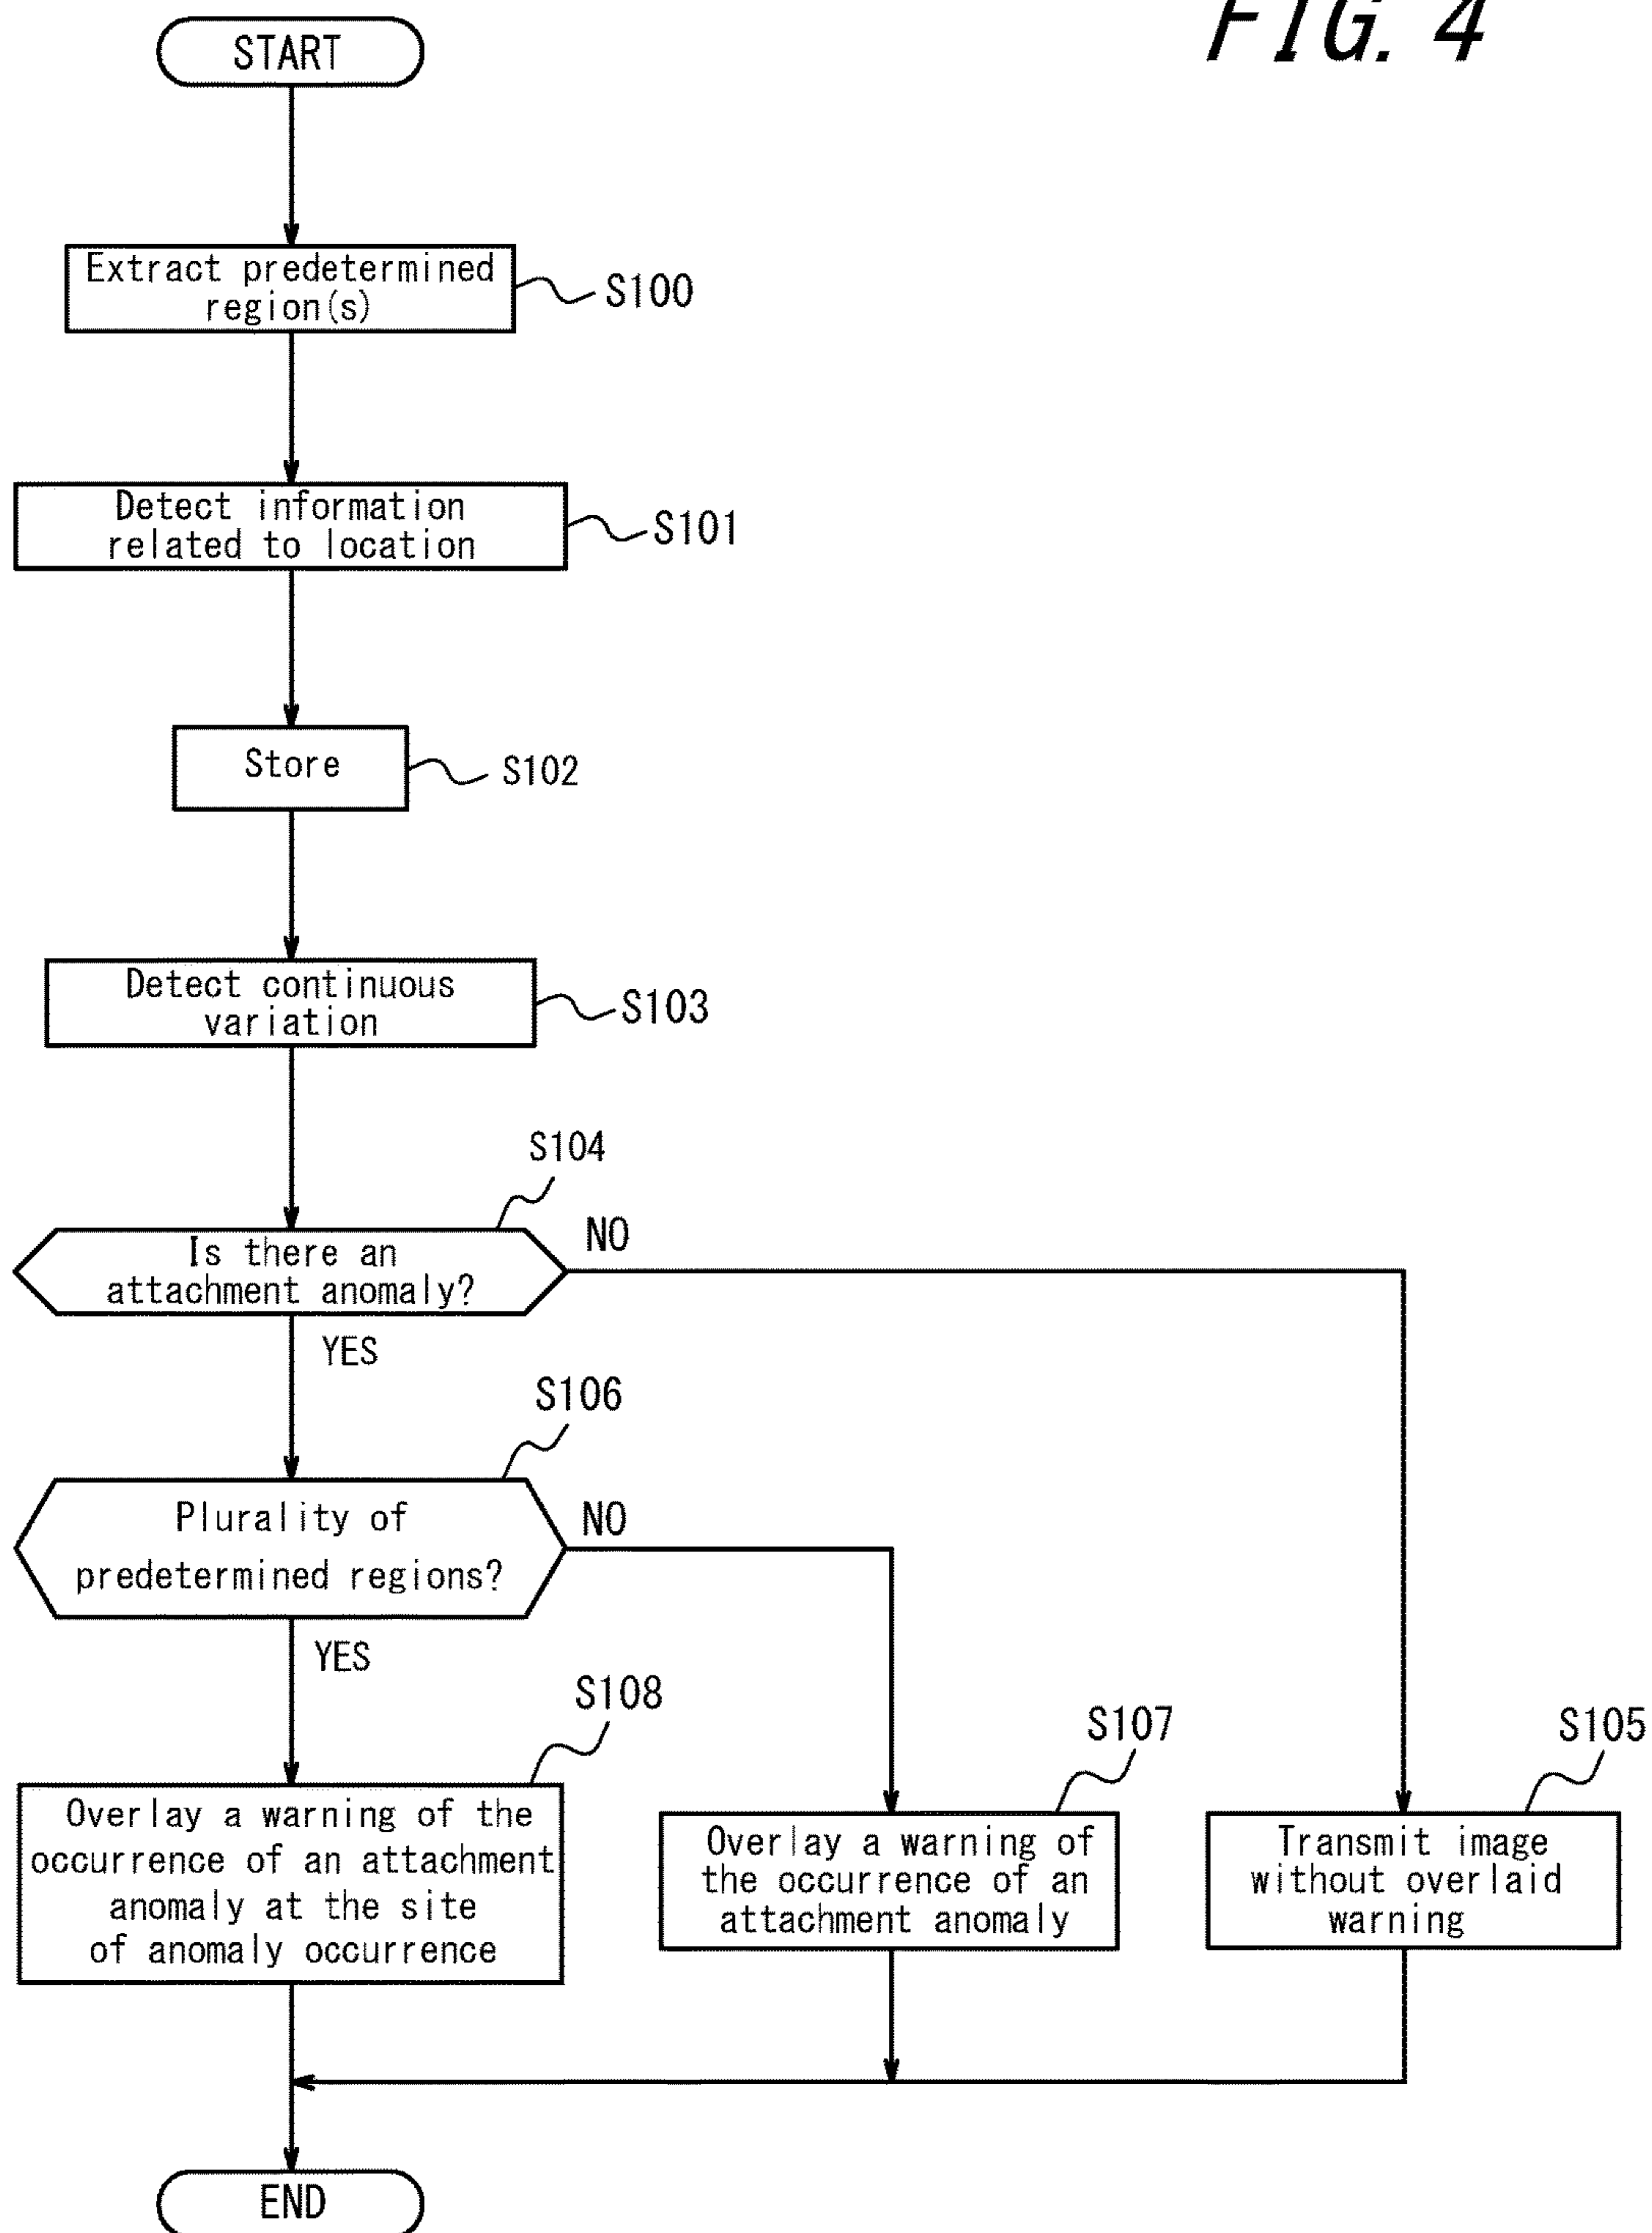 FIG. 4
START
Extract predetermined
region(s)
S100
Detect information
related to location
S101
Store
S102
Detect continuous
variation
S103
S104
Is there an
attachment anomaly?
NO
YES
S106
Plurality of
predetermined regions?
NO
YES
S108
Overlay a warning of the
occurrence of an attachment
anomaly at the site
of anomaly occurrence
S107
Overlay a warning of
the occurrence of an
attachment anomaly
S105
Transmit image
without overlaid
warning
END